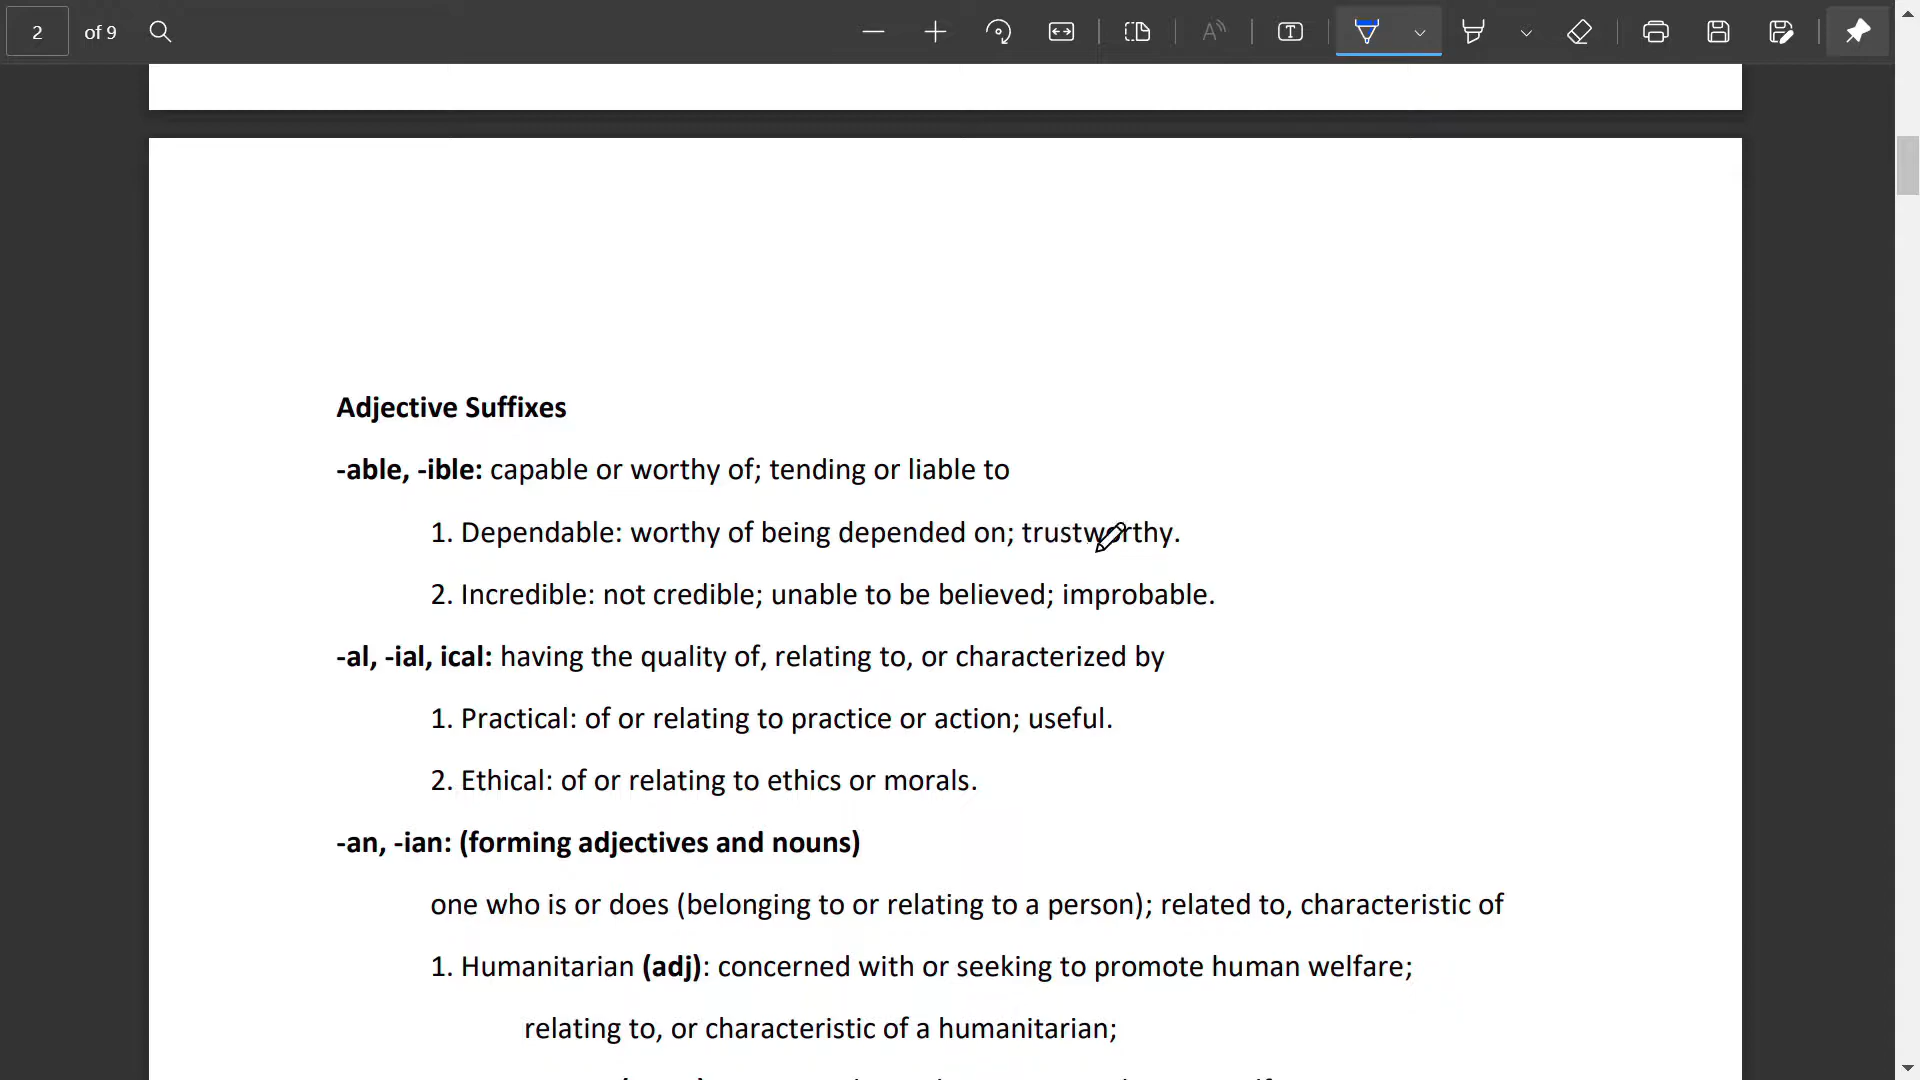 2 of 9
Adjective Suffixes
-able, -ible: capable or worthy of; tending or liable to
1. Dependable: worthy of being depended on; trustworthy.
2. Incredible: not credible; unable to be believed; improbable.
-al, -ial, ical: having the quality of, relating to, or characterized by
1. Practical: of or relating to practice or action; useful.
2. Ethical: of or relating to ethics or morals.
-an, -ian: (forming adjectives and nouns)
one who is or does (belonging to or relating to a person); related to, characteristic of
1. Humanitarian (adj): concerned with or seeking to promote human welfare;
relating to, or characteristic of a humanitarian;